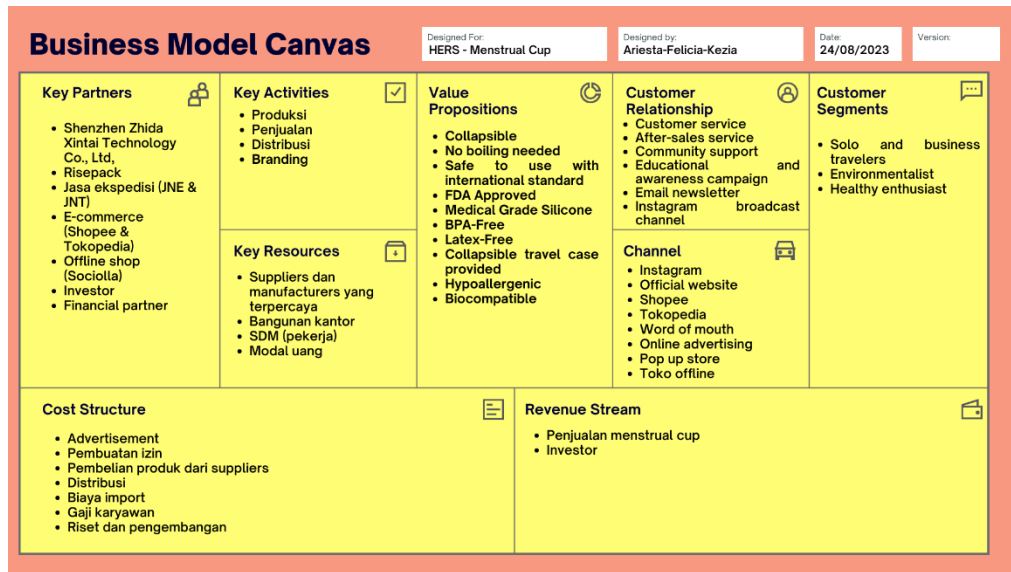 Business Model Canvas
Designed For:
HERS - Menstrual Cup
Designed by:
Ariesta-Felicia-Kezia
Date:
24/08/2023
Version:
Key Partners
• Shenzhen Zhida
Xintai Technology
Co., Ltd,
• Risepack
• Jasa ekspedisi (JNE &
JNT)
• E-commerce
(Shopee &
Tokopedia)
• Offline shop
(Sociolla)
• Investor
• Financial partner
Key Activities
• Produksi
• Penjualan
• Distribusi
• Branding
Key Resources
• Suppliers dan
manufacturers yang
terpercaya
• Bangunan kantor
• SDM (pekerja)
• Modal uang
Value
Propositions
• Collapsible
• No boiling needed
• Safe to use with
international standard
• FDA Approved
• Medical Grade Silicone
• BPA-Free
• Latex-Free
• Collapsible travel case
provided
• Hypoallergenic
• Biocompatible
Customer
Relationship
• Customer service
• After-sales service
• Community support
• Educational and
awareness campaign
• Email newsletter
• Instagram broadcast
channel
Channel
• Instagram
• Official website
• Shopee
• Tokopedia
• Word of mouth
• Online advertising
• Pop up store
• Toko offline
Customer
Segments
• Solo and business
travelers
• Environmentalist
• Healthy enthusiast
Cost Structure
• Advertisement
• Pembuatan izin
• Pembelian produk dari suppliers
• Distribusi
• Biaya import
• Gaji karyawan
• Riset dan pengembangan
Revenue Stream
• Penjualan menstrual cup
• Investor